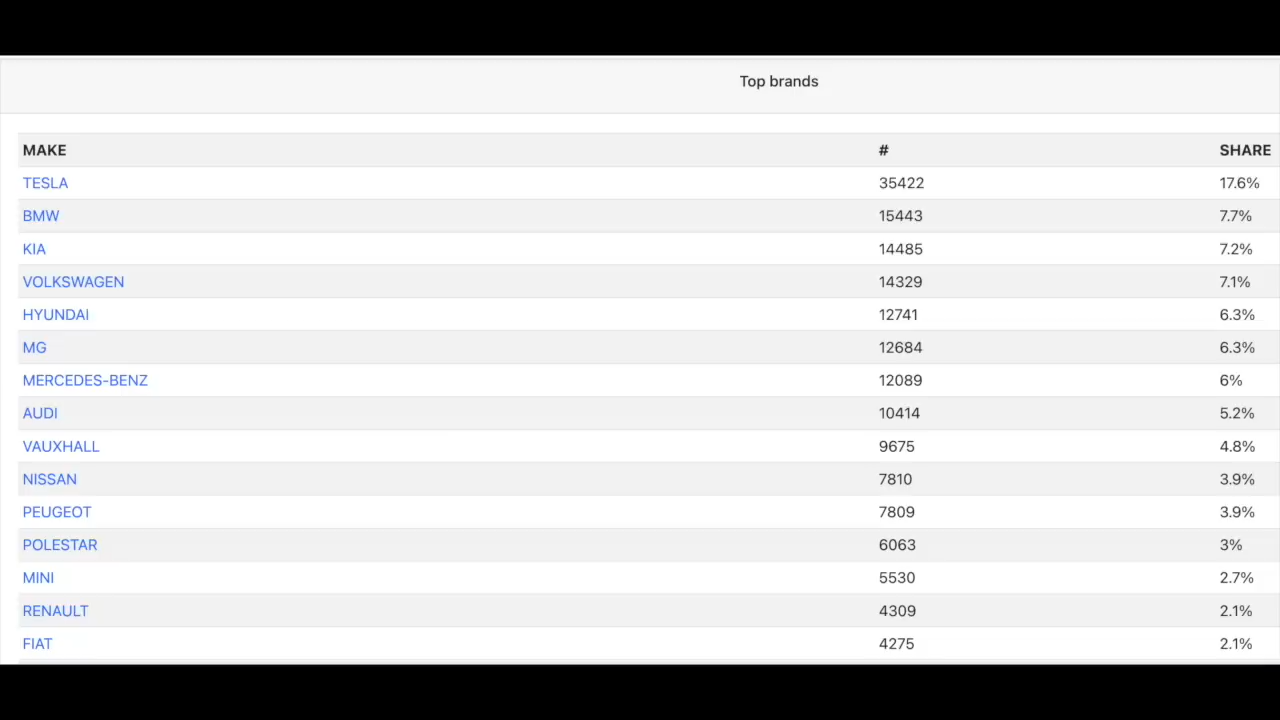 Top brands
MAKE # SHARE
TESLA 35422 17.6%
BMW 15443 7.7%
KIA 14485 7.2%
VOLKSWAGEN 14329 7.1%
HYUNDAI 12741 6.3%
MG 12684 6.3%
MERCEDES-BENZ 12089 6%
AUDI 10414 5.2%
VAUXHALL 9675 4.8%
NISSAN 7810 3.9%
PEUGEOT 7809 3.9%
POLESTAR 6063 3%
MINI 5530 2.7%
RENAULT 4309 2.1%
FIAT 4275 2.1%